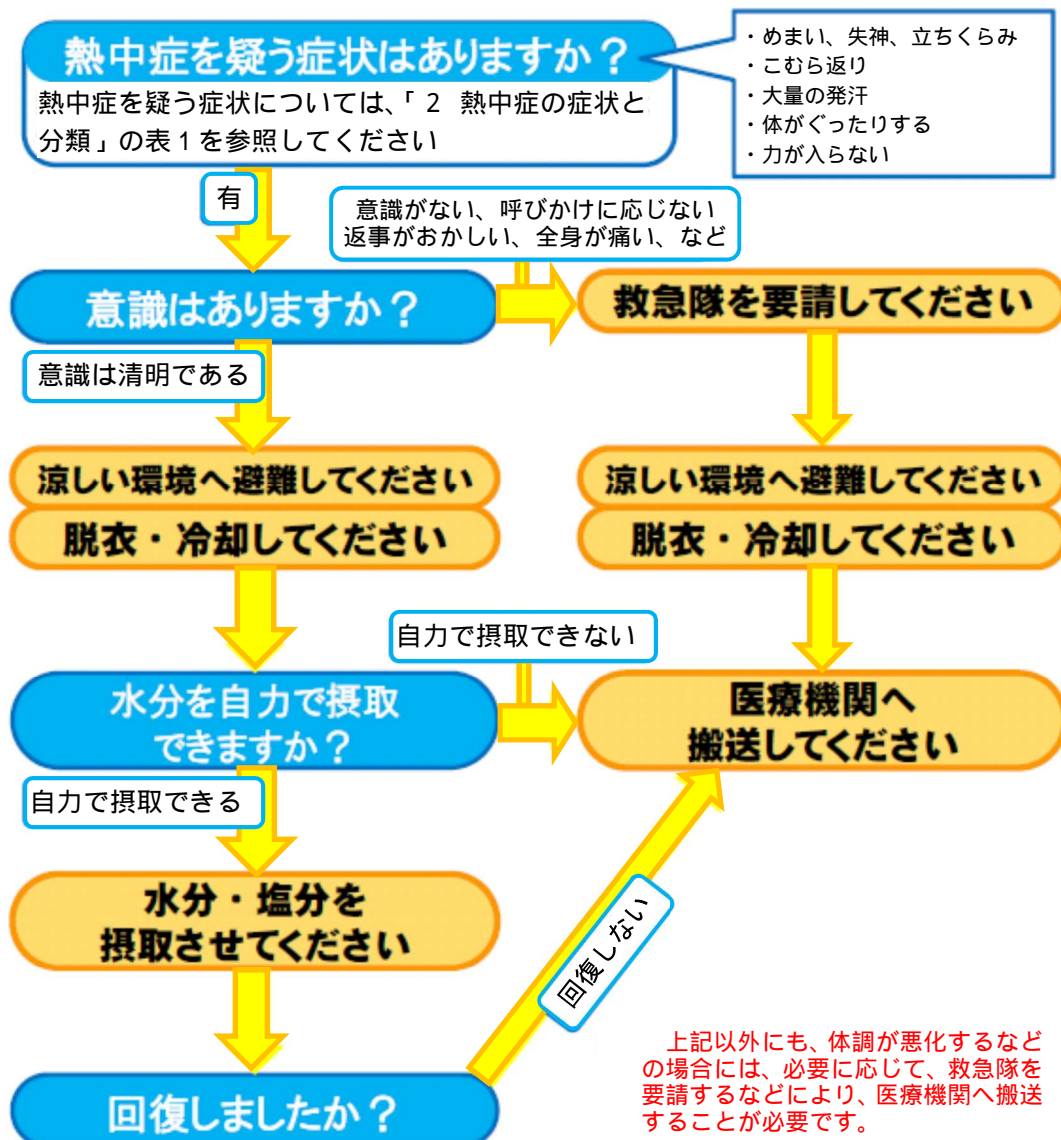 熱中症を疑う症状はありますか?
熱中症を疑う症状については、「2 熱中症の症状と
分類」の表1を参照してください
・めまい、失神、立ちくらみ
・こむら返り
・大量の発汗
・体がぐったりする
・力が入らない
有
意識がない、呼びかけに応じない
返事がおかしい、全身が痛い、など
意識はありますか?
救急隊を要請してください
意識は清明である
涼しい環境へ避難してください
脱衣・冷却してください
涼しい環境へ避難してください
脱衣・冷却してください
自力で摂取できない
水分を自力で摂取
できますか?
医療機関へ
搬送してください
自力で摂取できる
水分・塩分を
摂取させてください
回復しない
回復しましたか?
上記以外にも、体調が悪化するなど
の場合には、必要に応じて、救急隊を
要請するなどにより、医療機関へ搬送
することが必要です。